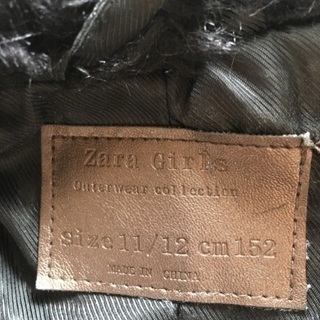 Zara Girls
Outerwear collection
size 11/12 cm 152
MADE IN CHINA